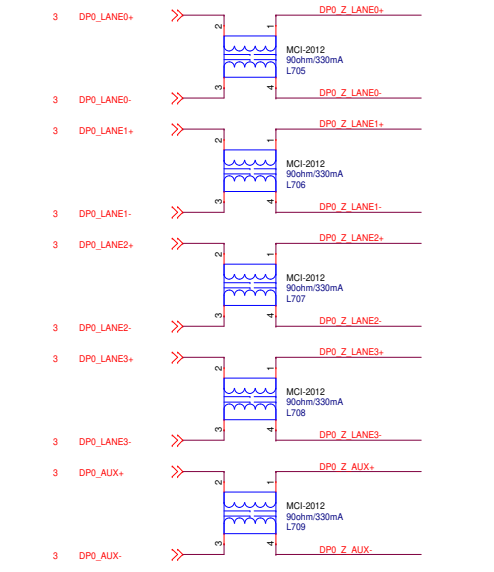 3 DP0_LANE0+ DP0_Z_LANE0+
2 1
MCI-2012
90ohm/330mA
L705
3 4
3 DP0_LANE0- DP0_Z_LANE0-
3 DP0_LANE1+ DP0_Z_LANE1+
2 1
MCI-2012
90ohm/330mA
L706
3 4
3 DP0_LANE1- DP0_Z_LANE1-
3 DP0_LANE2+ DP0_Z_LANE2+
2 1
MCI-2012
90ohm/330mA
L707
3 4
3 DP0_LANE2- DP0_Z_LANE2-
3 DP0_LANE3+ DP0_Z_LANE3+
2 1
MCI-2012
90ohm/330mA
L708
3 4
3 DP0_LANE3- DP0_Z_LANE3-
3 DP0_AUX+ DP0_Z_AUX+
2 1
MCI-2012
90ohm/330mA
L709
3 4
3 DP0_AUX- DP0_Z_AUX-